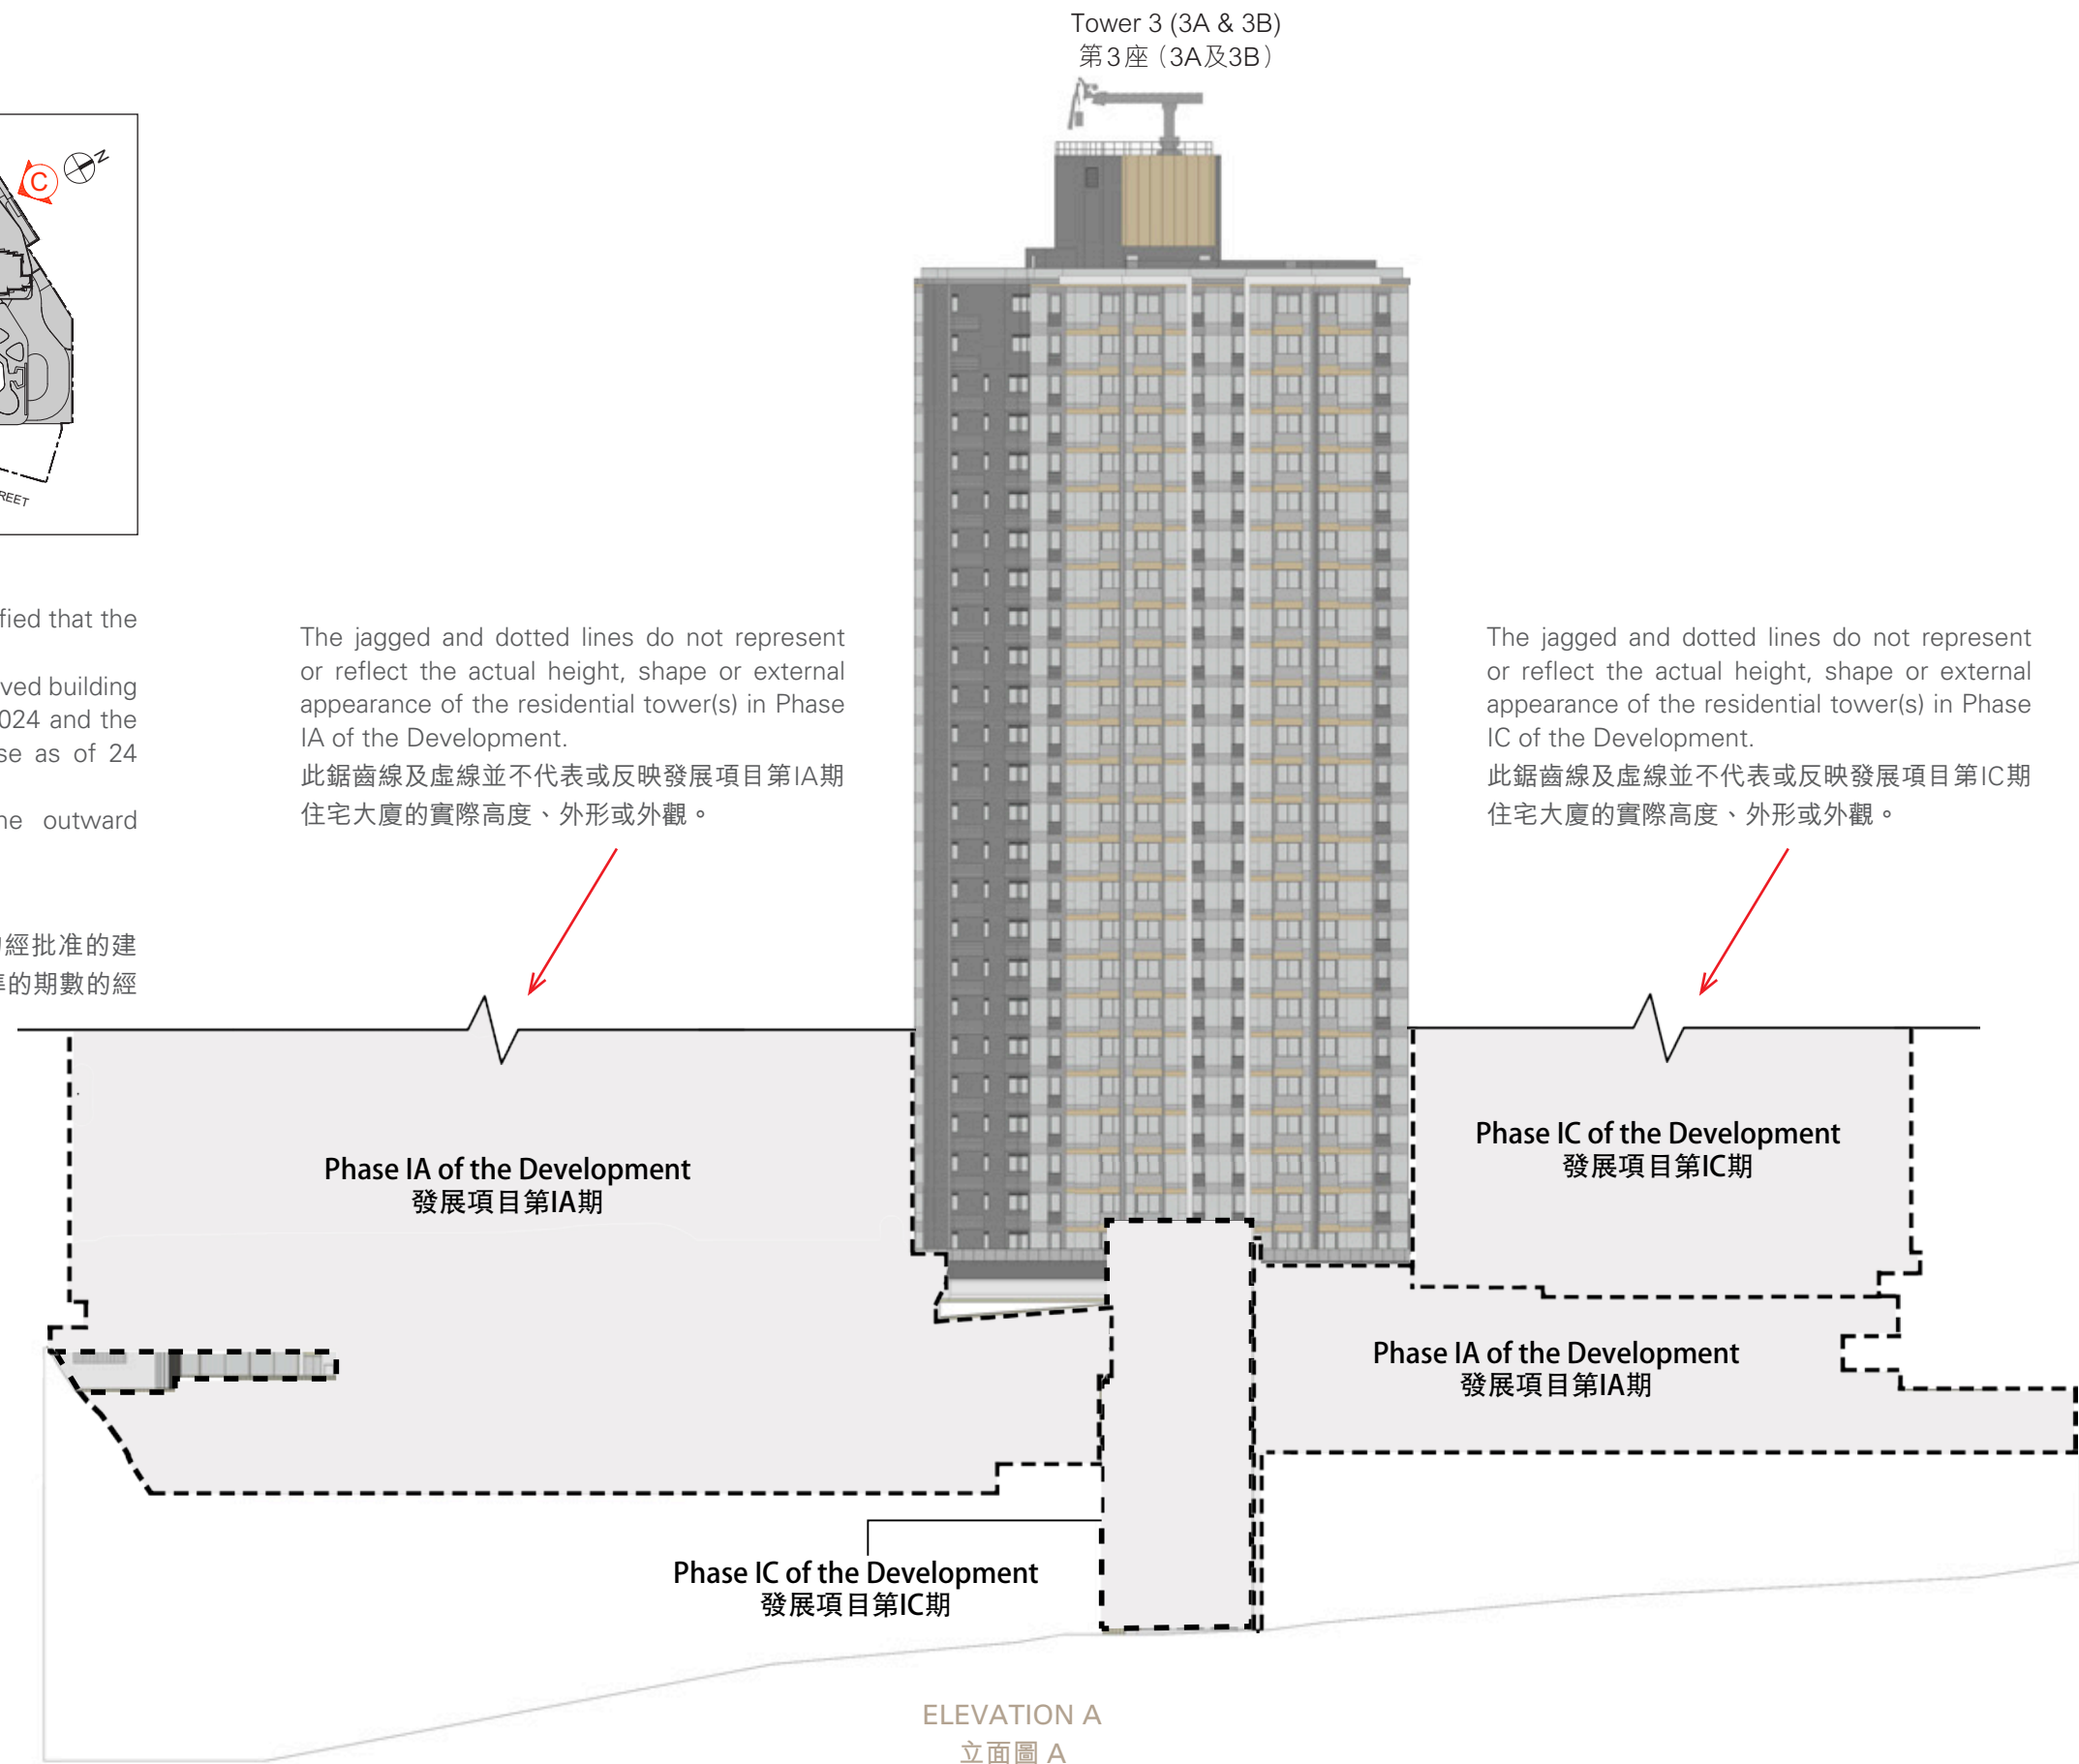 Tower 3 (3A & 3B)
第3座（3A及3B）
C
N
REET
fied that the
ved building
024 and the
se as of 24
ne outward
經批准的建
的期數的經
The jagged and dotted lines do not represent
or reflect the actual height, shape or external
appearance of the residential tower(s) in Phase
IA of the Development.
此鋸齒線及虛線並不代表或反映發展項目第IA期
住宅大廈的實際高度、外形或外觀。
The jagged and dotted lines do not represent
or reflect the actual height, shape or external
appearance of the residential tower(s) in Phase
IC of the Development.
此鋸齒線及虛線並不代表或反映發展項目第IC期
住宅大廈的實際高度、外形或外觀。
Phase IA of the Development
發展項目第IA期
Phase IC of the Development
發展項目第IC期
Phase IA of the Development
發展項目第IA期
Phase IC of the Development
發展項目第IC期
ELEVATION A
立面圖 A